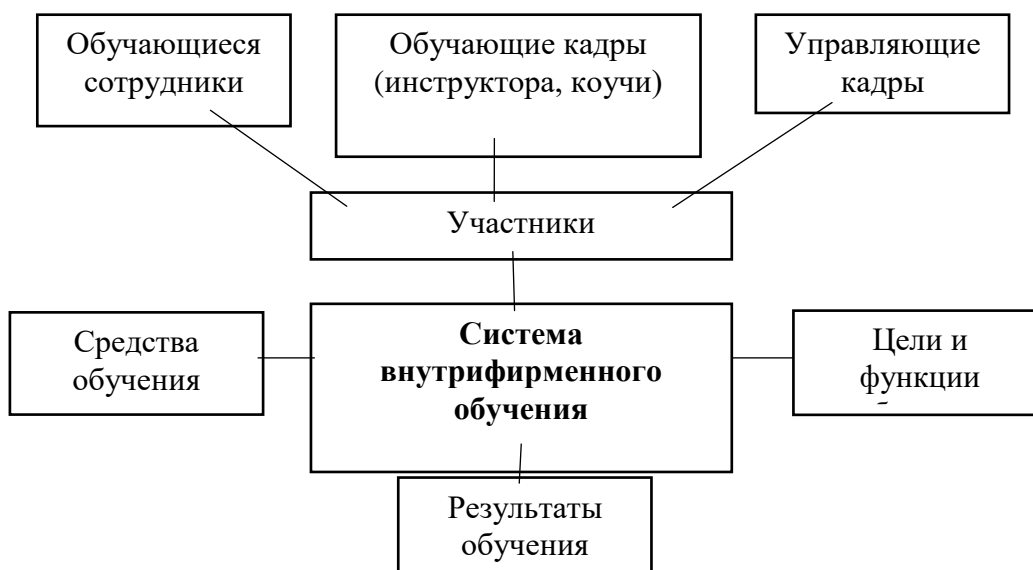 Обучающиеся
сотрудники
Обучающие кадры
(инструктора, коучи)
Управляющие
кадры
Участники
Средства
обучения
Система
внутрифирменного
обучения
Цели и
функции
Результаты
обучения